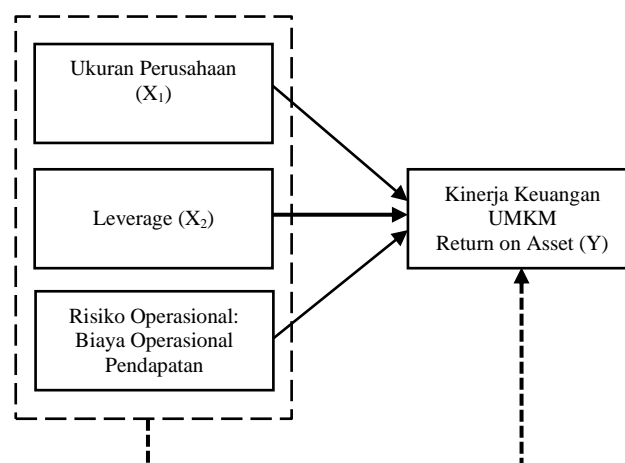 Ukuran Perusahaan
(X₁)
Leverage (X₂)
Risiko Operasional:
Biaya Operasional
Pendapatan
Kinerja Keuangan
UMKM
Return on Asset (Y)